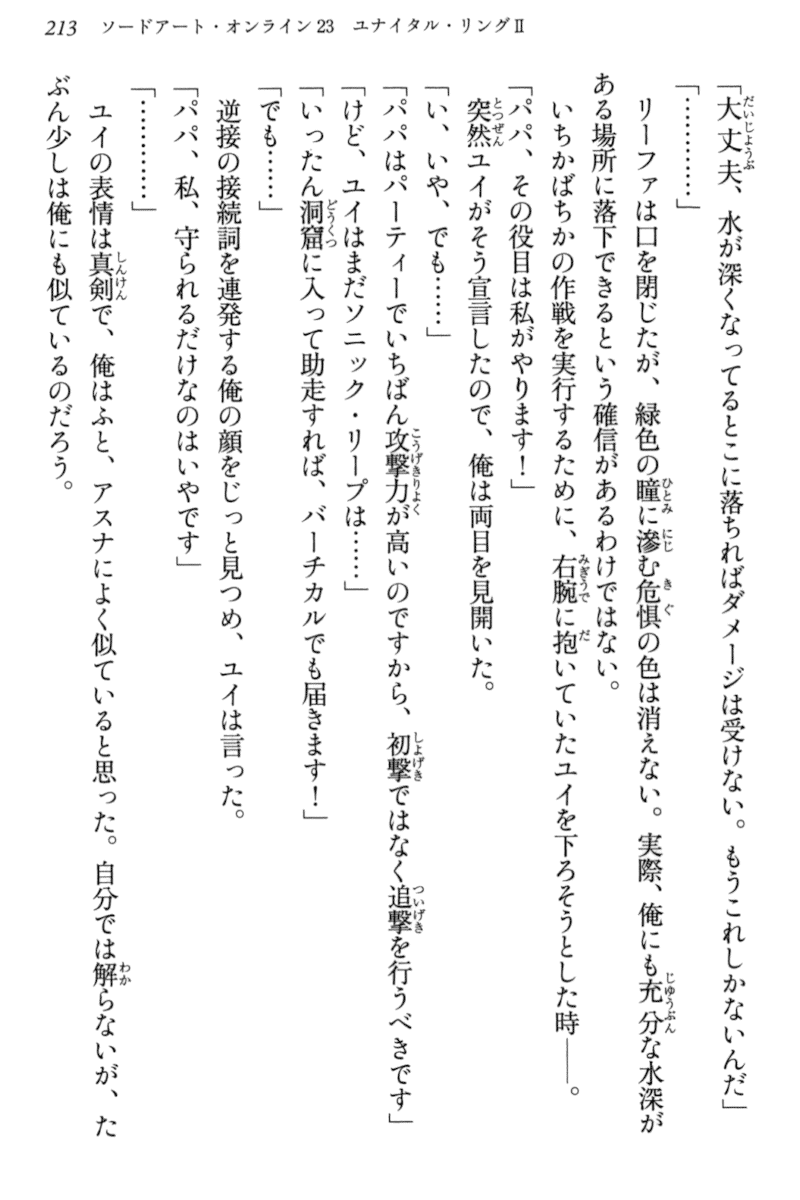 213 ソードアート・オンライン23 ユナイタル・リングⅡ
「大丈夫、水が深くなってるとこに落ちればダメージは受けない。もうこれしかないんだ」
「…………」
リーファは口を閉じたが、緑色の瞳に滲む危惧の色は消えない。実際、俺にも充分な水深が
ある場所に落下できるという確信があるわけではない。
いちかばちかの作戦を実行するために、右腕に抱いていたユイを下ろそうとした時――。
「パパ、その役目は私がやります！」
突然ユイがそう宣言したので、俺は両目を見開いた。
「い、いや、でも……」
「パパはパーティーでいちばん攻撃力が高いのですから、初撃ではなく追撃を行うべきです」
「けど、ユイはまだソニック・リープは……」
「いったん洞窟に入って助走すれば、バーチカルでも届きます！」
「でも……」
逆接の接続詞を連発する俺の顔をじっと見つめ、ユイは言った。
「パパ、私、守られるだけなのはいやです」
「…………」
ユイの表情は真剣で、俺はふと、アスナによく似ていると思った。自分では解らないが、た
ぶん少しは俺にも似ているのだろう。